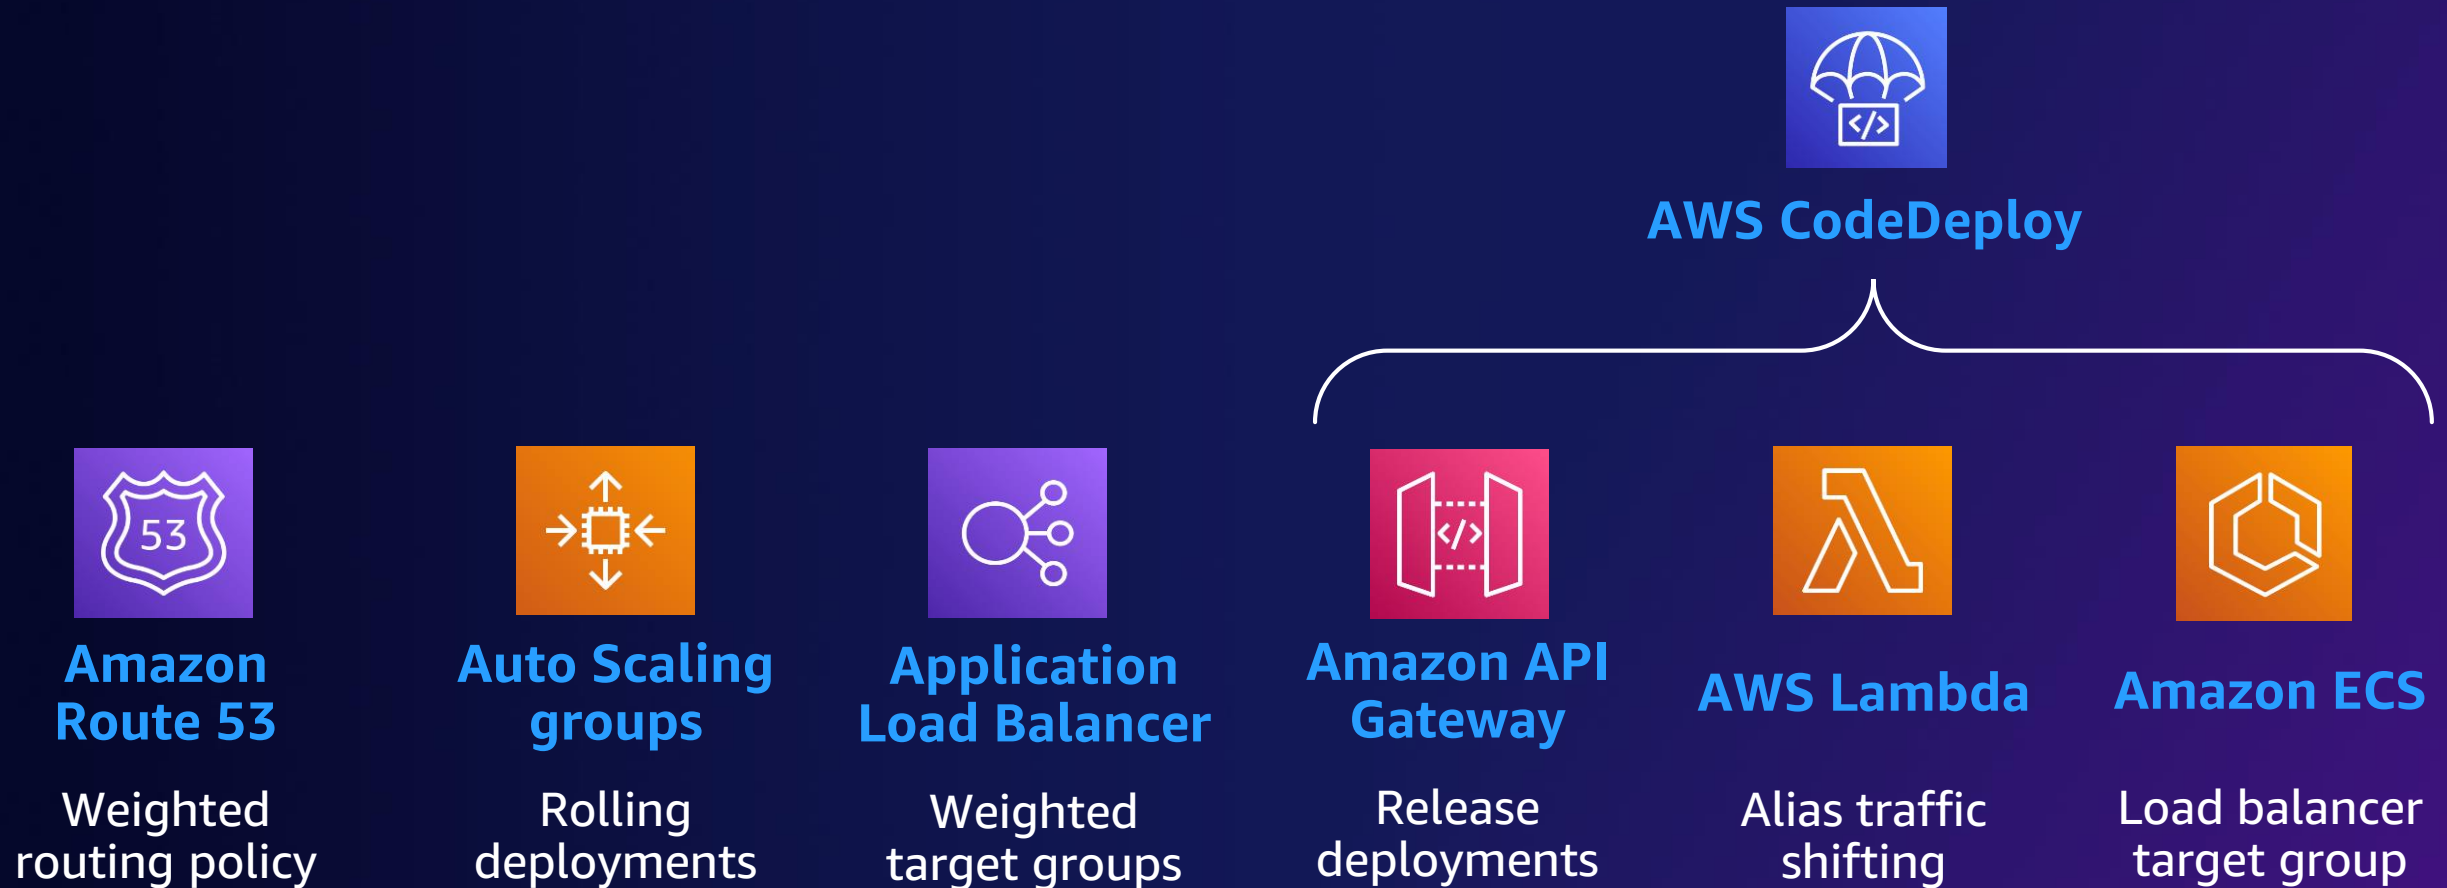 </>
AWS CodeDeploy
53
</>
Amazon
Route 53
Auto Scaling
groups
Application
Load Balancer
Amazon API
Gateway
AWS Lambda
Amazon ECS
Weighted
routing policy
Rolling
deployments
Weighted
target groups
Release
deployments
Alias traffic
shifting
Load balancer
target group